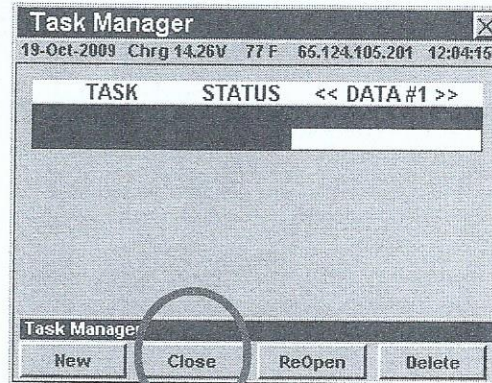 Task Manager
19-Oct-2009 Chrg 14.26V 77 F 65.124.105.201 12:04:15
TASK STATUS << DATA #1 >>
Task Manager
New Close ReOpen Delete